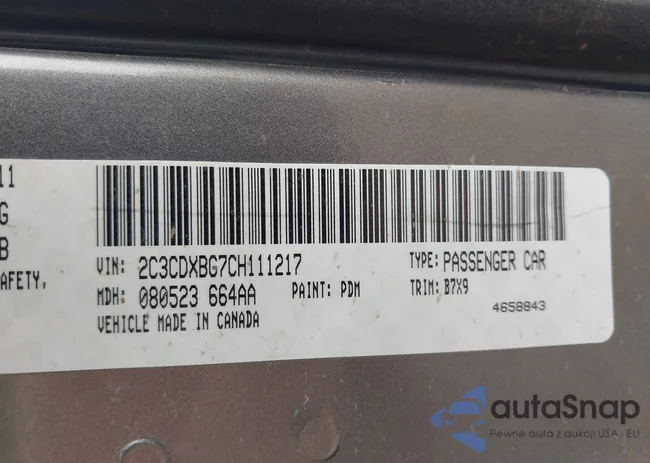 11
G
B
AFETY,
VIN: 2C3CDXBG7CH111217
TYPE: PASSENGER CAR
MDH: 080523 664AA
PAINT: PDM
TRIM: B7X9
VEHICLE MADE IN CANADA
4658843
autaSnap
Pewne auta z aukcji USA i EU